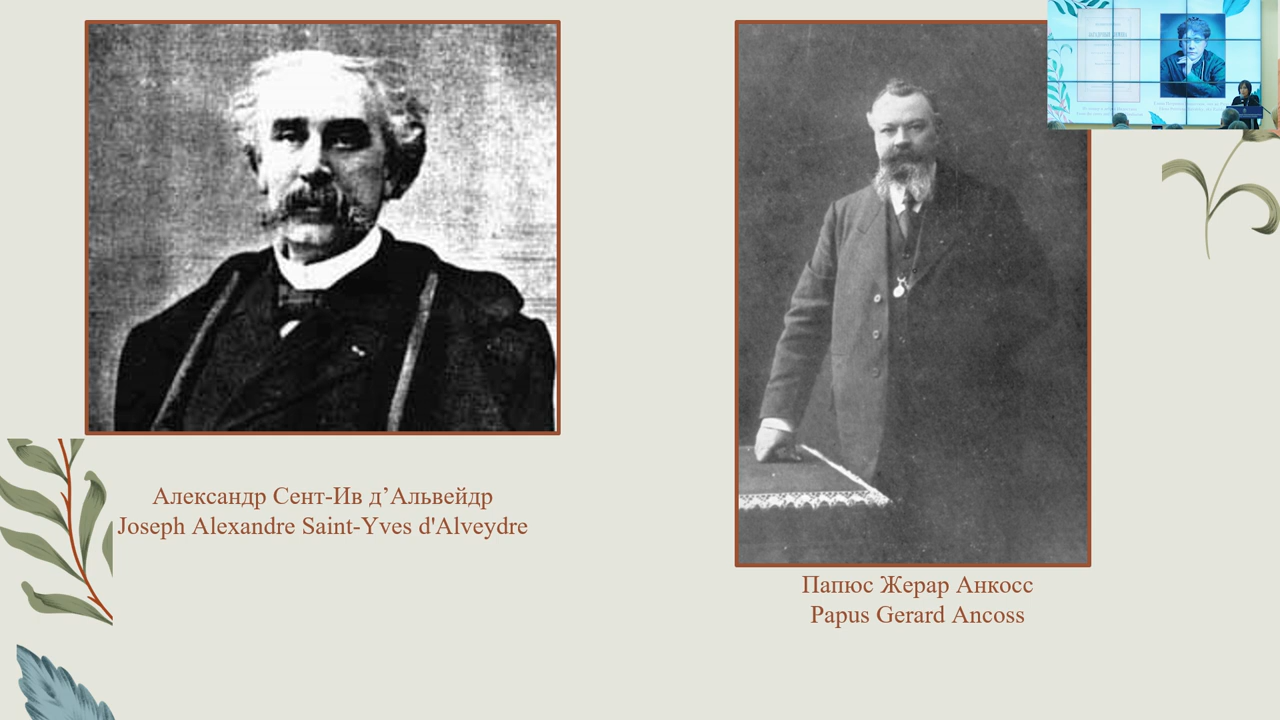 Александр Сент-Ив д’Альвейдр
Joseph Alexandre Saint-Yves d'Alveydre
Папюс Жерар Анкосс
Papus Gerard Ancoss